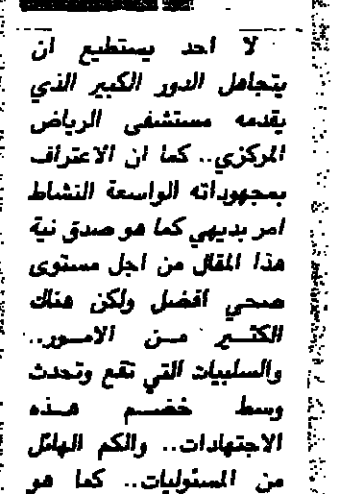 لا احد يستطيع ان
يتجاهل الدور الكبير الذي
يقدمه مستشفى الرياض
المركزي.. كما ان الاعتراف
بمجهوداته الواسعة النشاط
امر بديهي كما هو صدق نية
هذا المقال من اجل مستوى
صحي افضل ولكن هناك
الكثير من الامور..
والسلبيات التي تقع وتحدث
وسط خضم هذه
الاجتهادات.. والكم الهائل
من المسئوليات.. كما هو